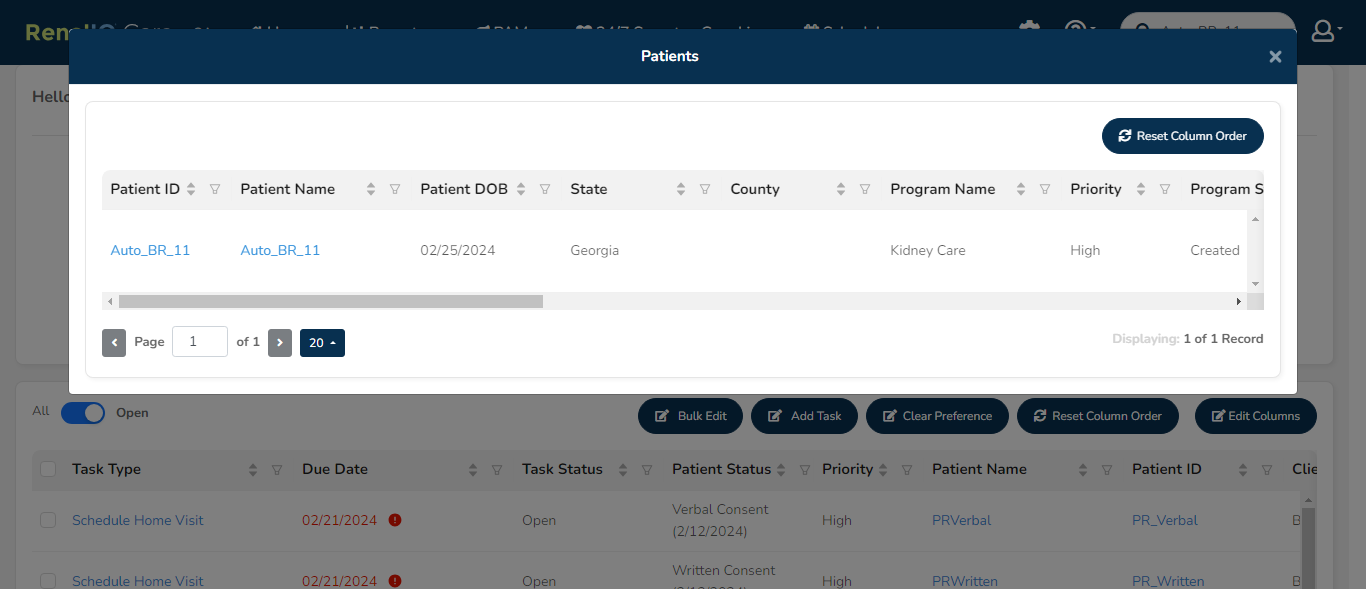 Patients
Hello
Reset Column Order
Patient ID Patient Name Patient DOB State County Program Name Priority Program S
Auto_BR_11 Auto_BR_11 02/25/2024 Georgia Kidney Care High Created
Page 1 of 1 20
Displaying: 1 of 1 Record
All Open
Bulk Edit Add Task Clear Preference Reset Column Order Edit Columns
Task Type Due Date Task Status Patient Status Priority Patient Name Patient ID Clie
Schedule Home Visit 02/21/2024 Open Verbal Consent High PRVerbal PR_Verbal B
(2/12/2024)
Schedule Home Visit 02/21/2024 Open Written Consent High PRWritten PR_Written B